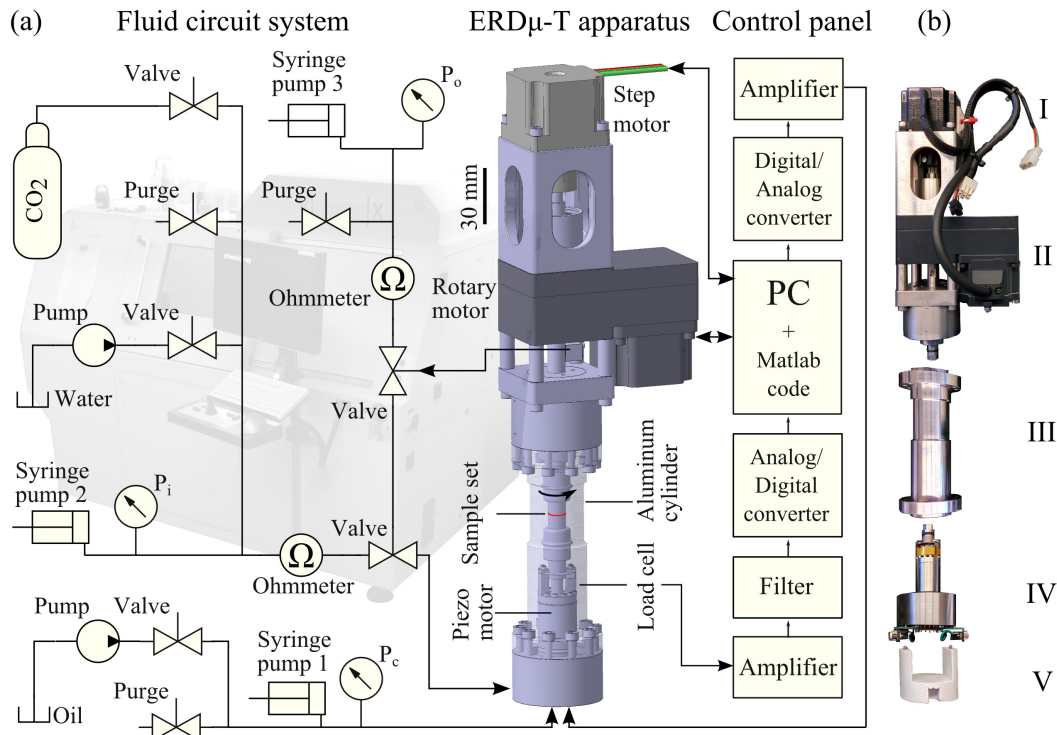 (a)
Fluid circuit system
ERDμ-T apparatus
Control panel
(b)
Valve
Syringe
pump 3
Po
CO2
Purge
Purge
Ω
Ohmmeter
Pump
Valve
Water
Valve
Syringe
pump 2
Pi
Ω
Ohmmeter
Valve
Pump
Valve
Oil
Purge
Syringe
pump 1
Pc
Step
motor
30 mm
Rotary
motor
Sample set
Aluminum
cylinder
Piezo
motor
Load cell
Amplifier
Digital/
Analog
converter
PC
+
Matlab
code
Analog/
Digital
converter
Filter
Amplifier
I
II
III
IV
V